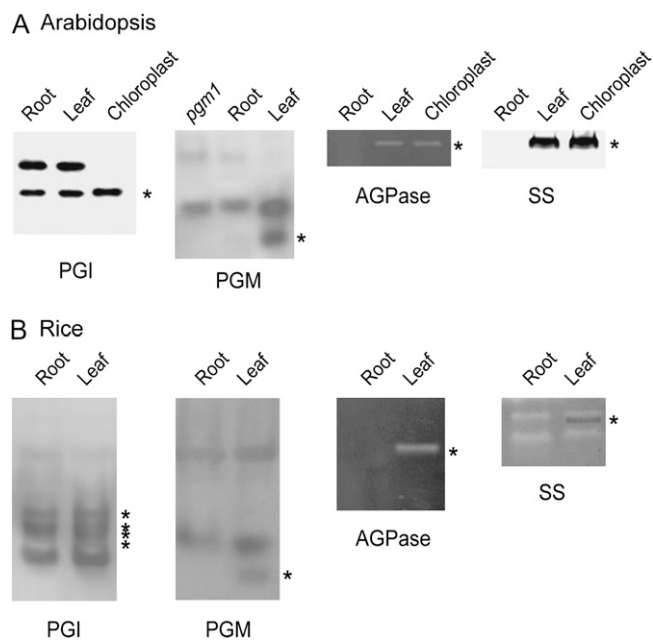 A Arabidopsis
Root Leaf Chloroplast
pgm1 Root Leaf
Root Leaf Chloroplast
Root Leaf Chloroplast
*
*
*
*
PGI
PGM
AGPase
SS
B Rice
Root Leaf
Root Leaf
Root Leaf
Root Leaf
*
*
*
*
*
*
*
PGI
PGM
AGPase
SS